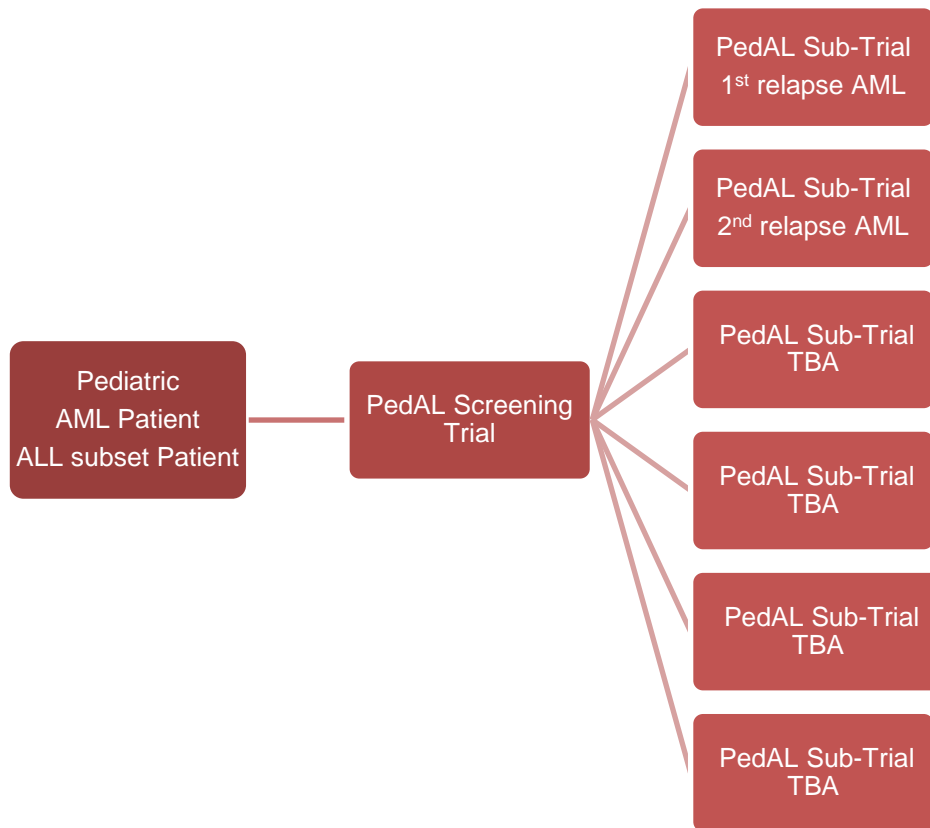 Pediatric
AML Patient
ALL subset Patient
PedAL Screening
Trial
PedAL Sub-Trial
1st relapse AML
PedAL Sub-Trial
2nd relapse AML
PedAL Sub-Trial
TBA
PedAL Sub-Trial
TBA
PedAL Sub-Trial
TBA
PedAL Sub-Trial
TBA